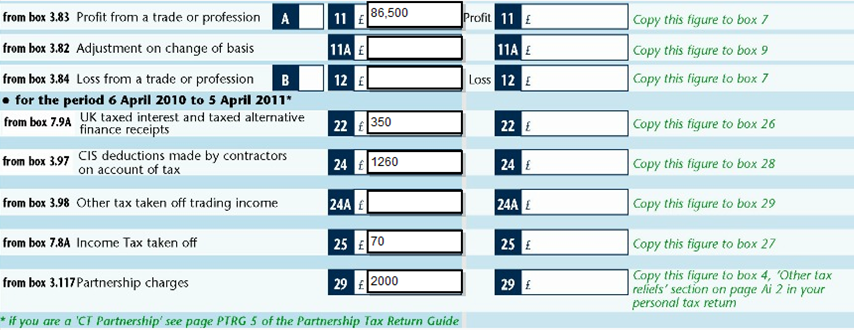 from box 3.83 Profit from a trade or profession A 11 £ 86,500 Profit 11 £ Copy this figure to box 7
from box 3.82 Adjustment on change of basis 11A £ 11A £ Copy this figure to box 9
from box 3.84 Loss from a trade or profession B 12 £ Loss 12 £ Copy this figure to box 7
• for the period 6 April 2010 to 5 April 2011*
from box 7.9A UK taxed interest and taxed alternative
finance receipts 22 £ 350 22 £ Copy this figure to box 26
from box 3.97 CIS deductions made by contractors
on account of tax 24 £ 1260 24 £ Copy this figure to box 28
from box 3.98 Other tax taken off trading income 24A £ 24A £ Copy this figure to box 29
from box 7.8A Income Tax taken off 25 £ 70 25 £ Copy this figure to box 27
from box 3.117 Partnership charges 29 £ 2000 29 £ Copy this figure to box 4, 'Other tax
reliefs' section on page Ai 2 in your
personal tax return
* if you are a 'CT Partnership' see page PTRG 5 of the Partnership Tax Return Guide